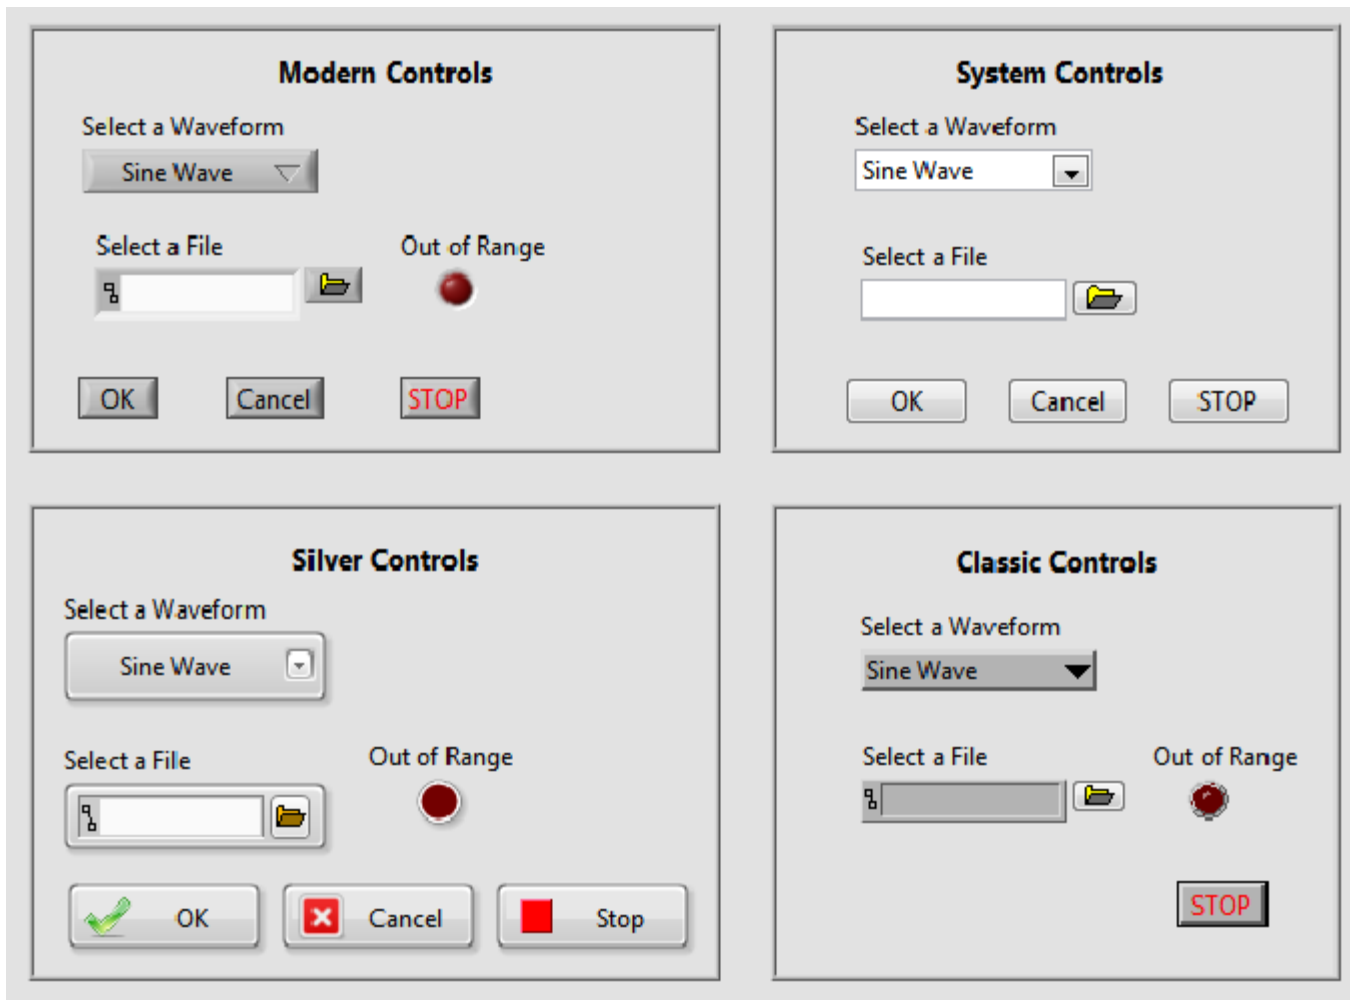 Modern Controls
Select a Waveform
Sine Wave
Select a File
Out of Range
OK
Cancel
STOP
System Controls
Select a Waveform
Sine Wave
Select a File
OK
Cancel
STOP
Silver Controls
Select a Waveform
Sine Wave
Select a File
Out of Range
OK
Cancel
Stop
Classic Controls
Select a Waveform
Sine Wave
Select a File
Out of Range
STOP